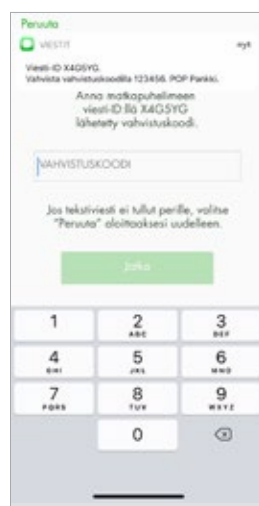 Peruuta
VIESTIT nyt
Viesti-ID X4G5YG.
Vahvista vahvistuskoodilla 123456. POP Pankki.
Anna matkapuhelimeen
viesti-ID:llä X4G5YG
lähetetty vahvistuskoodi.
VAHVISTUSKOODI
Jos tekstiviesti ei tullut perille, valitse
"Peruuta" aloittaaksesi uudelleen.
Jatka
1 2 3
ABC DEF
4 5 6
GHI JKL MNO
7 8 9
PQRS TUV WXYZ
0